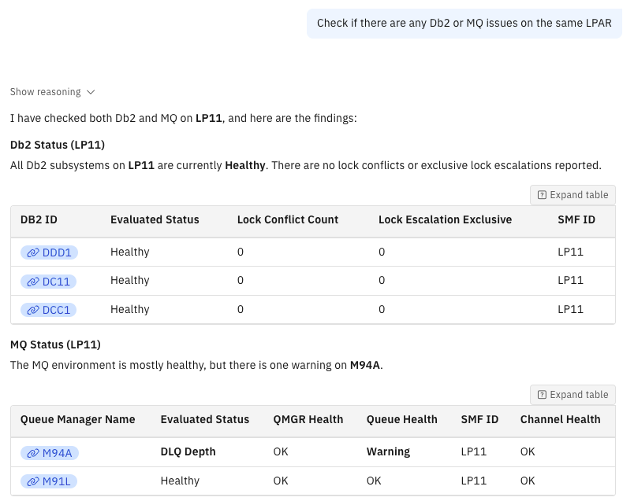 Check if there are any Db2 or MQ issues on the same LPAR
Show reasoning
I have checked both Db2 and MQ on LP11, and here are the findings:
Db2 Status (LP11)
All Db2 subsystems on LP11 are currently Healthy. There are no lock conflicts or exclusive lock escalations reported.
Expand table
DB2 ID Evaluated Status Lock Conflict Count Lock Escalation Exclusive SMF ID
DDD1 Healthy 0 0 LP11
DC11 Healthy 0 0 LP11
DCC1 Healthy 0 0 LP11
MQ Status (LP11)
The MQ environment is mostly healthy, but there is one warning on M94A.
Expand table
Queue Manager Name Evaluated Status QMGR Health Queue Health SMF ID Channel Health
M94A DLQ Depth OK Warning LP11 OK
M91L Healthy OK OK LP11 OK